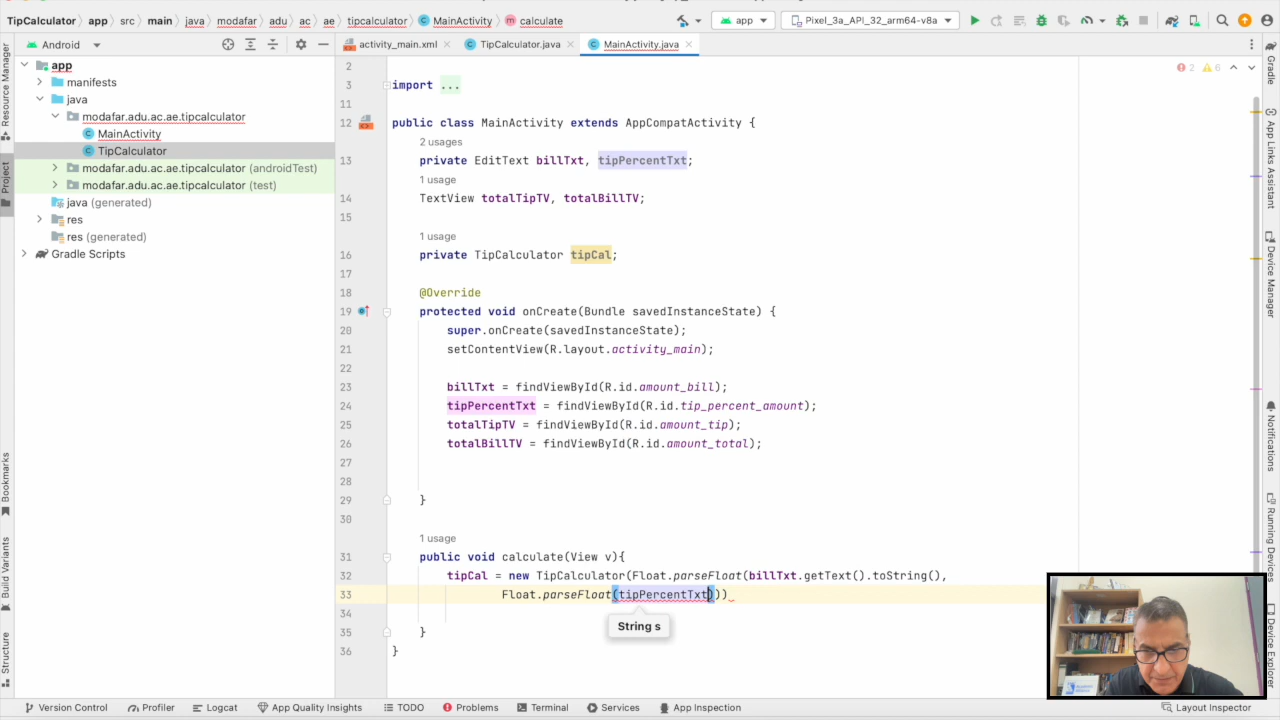 TipCalculator app src main java modafar adu ac ae tipcalculator MainActivity calculate app Pixel_3a_API_32_arm64-v8a
Android activity_main.xml TipCalculator.java MainActivity.java
app
manifests
java
modafar.adu.ac.ae.tipcalculator
MainActivity
TipCalculator
modafar.adu.ac.ae.tipcalculator (androidTest)
modafar.adu.ac.ae.tipcalculator (test)
java (generated)
res
res (generated)
Gradle Scripts
Resource Manager
Project
Bookmarks
Build Variants
Structure
2
3 import ...
11
12 public class MainActivity extends AppCompatActivity {
2 usages
13 private EditText billTxt, tipPercentTxt;
1 usage
14 TextView totalTipTV, totalBillTV;
15
1 usage
16 private TipCalculator tipCal;
17
18 @Override
19 protected void onCreate(Bundle savedInstanceState) {
20 super.onCreate(savedInstanceState);
21 setContentView(R.layout.activity_main);
22
23 billTxt = findViewById(R.id.amount_bill);
24 tipPercentTxt = findViewById(R.id.tip_percent_amount);
25 totalTipTV = findViewById(R.id.amount_tip);
26 totalBillTV = findViewById(R.id.amount_total);
27
28
29 }
30
1 usage
31 public void calculate(View v){
32 tipCal = new TipCalculator(Float.parseFloat(billTxt.getText().toString(),
33 Float.parseFloat(tipPercentTxt)))
String s
34
35 }
36 }
2 6
Gradle
App Links Assistant
Device Manager
Notifications
Running Devices
Device Explorer
Version Control Profiler Logcat App Quality Insights TODO Problems Terminal Services App Inspection Layout Inspector